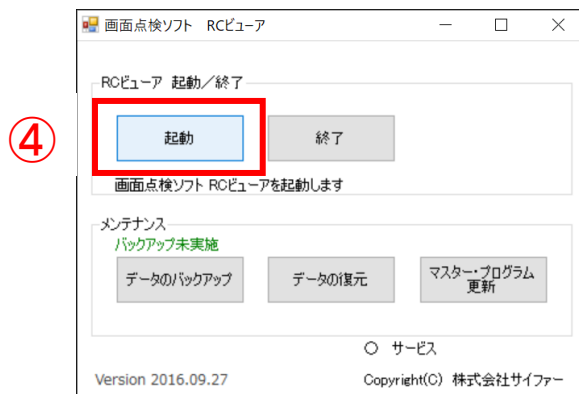 画面点検ソフト RCビューア
RCビューア 起動／終了
④
起動
終了
画面点検ソフト RCビューアを起動します
メンテナンス
バックアップ未実施
データのバックアップ
データの復元
マスター・プログラム
更新
サービス
Version 2016.09.27
Copyright(C) 株式会社サイファー